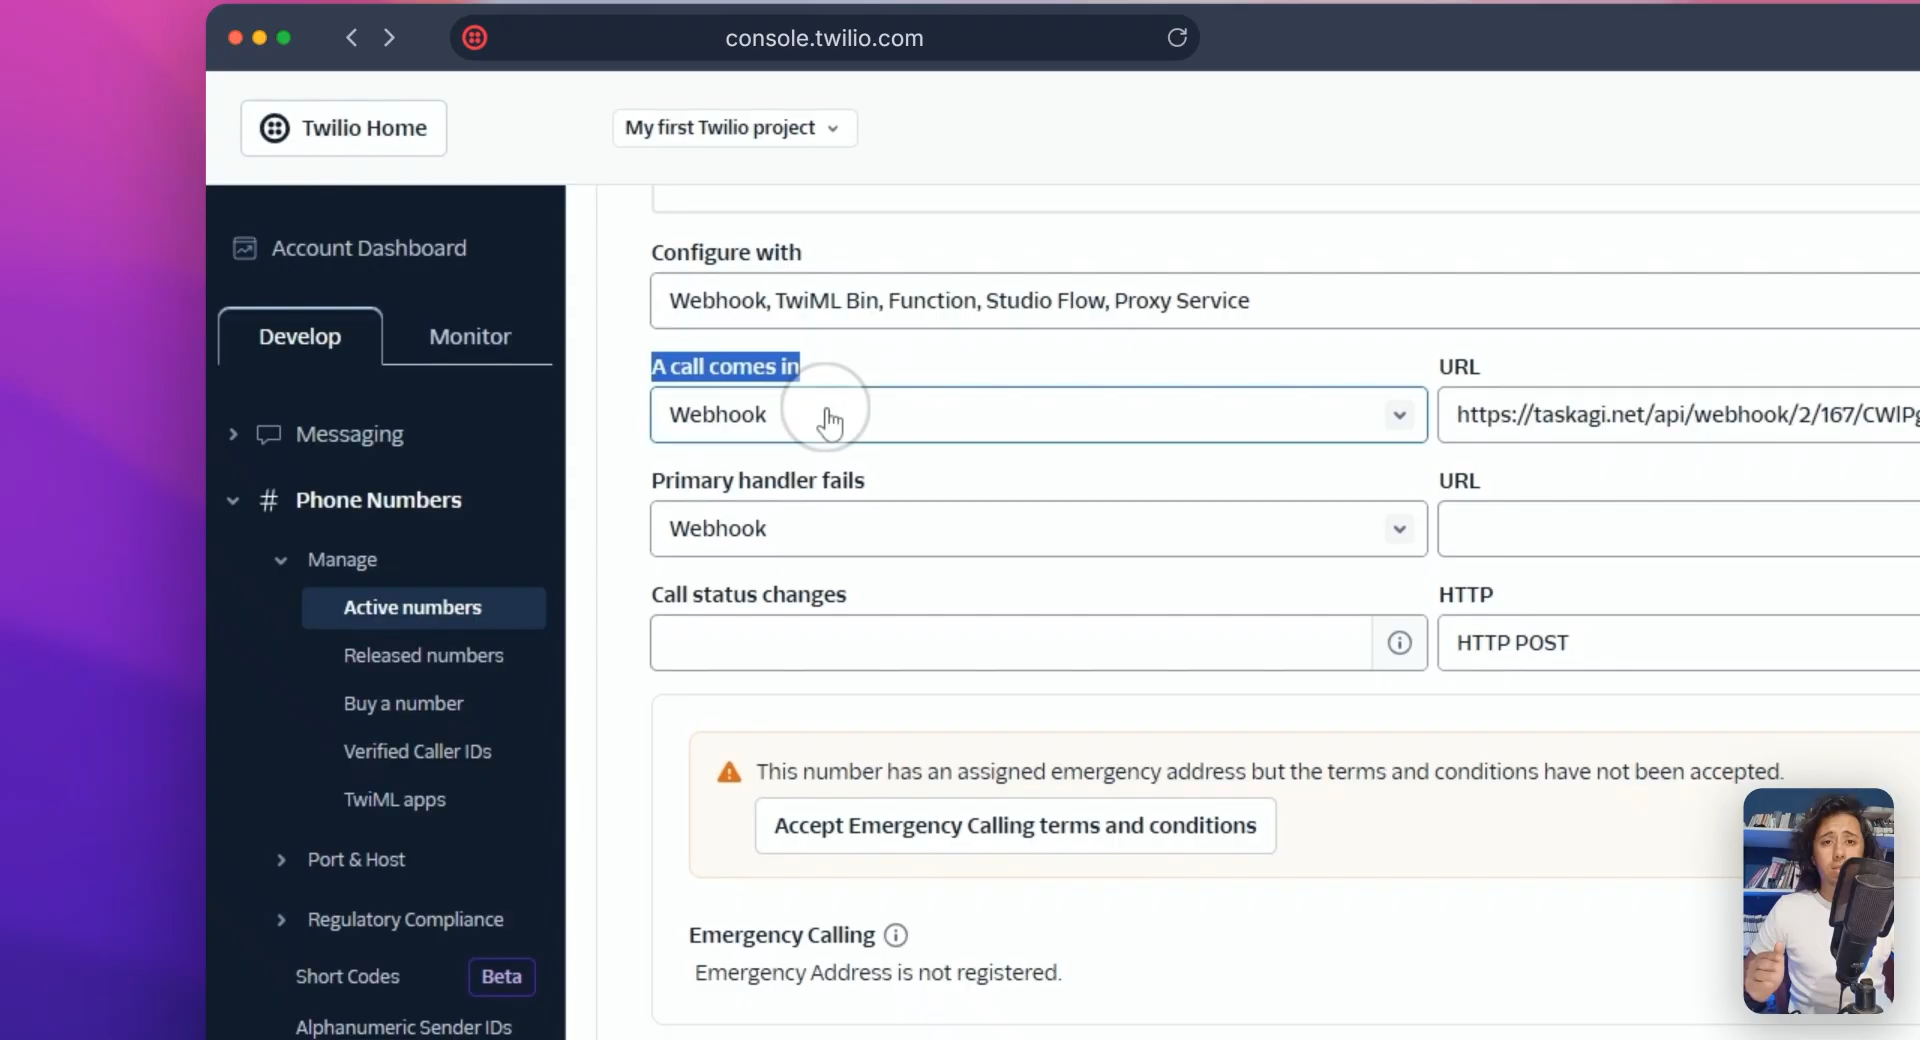 console.twilio.com
Twilio Home
My first Twilio project
Account Dashboard
Develop
Monitor
Messaging
# Phone Numbers
Manage
Active numbers
Released numbers
Buy a number
Verified Caller IDs
TwiML apps
Port & Host
Regulatory Compliance
Short Codes
Beta
Alphanumeric Sender IDs
Configure with
Webhook, TwiML Bin, Function, Studio Flow, Proxy Service
A call comes in
URL
Webhook
https://taskagi.net/api/webhook/2/167/CWlPg
Primary handler fails
URL
Webhook
Call status changes
HTTP
HTTP POST
This number has an assigned emergency address but the terms and conditions have not been accepted.
Accept Emergency Calling terms and conditions
Emergency Calling
Emergency Address is not registered.